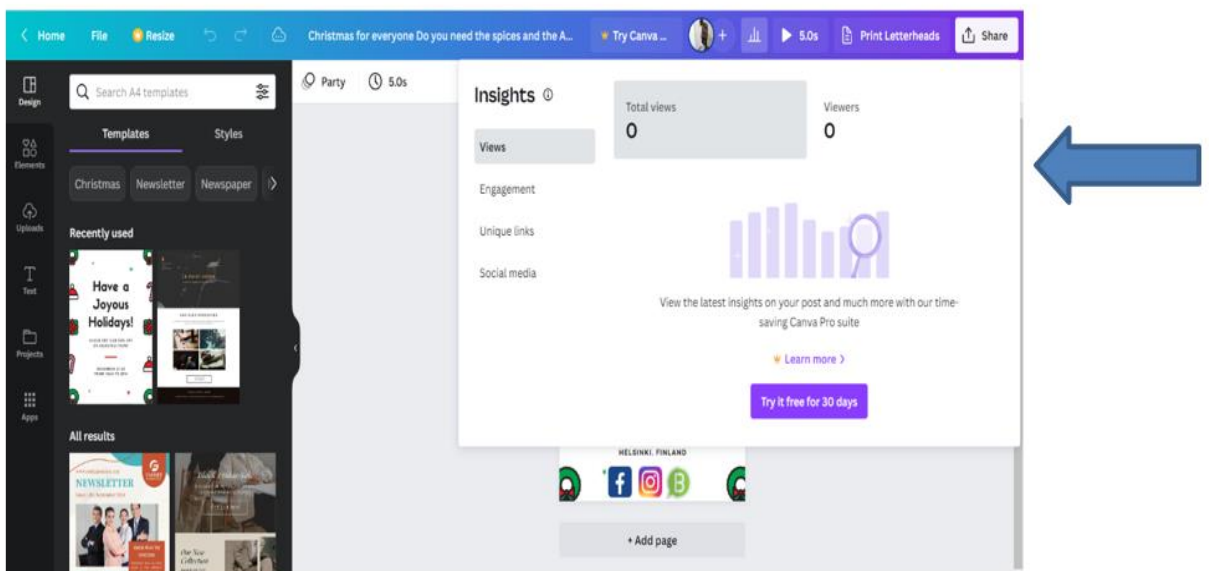 Home File Resize Christmas for everyone Do you need the spices and the A... Try Canva ... 5.0s Print Letterheads Share
Design
Elements
Uploads
Text
Projects
Apps
Search A4 templates
Templates Styles
Christmas Newsletter Newspaper
Recently used
Have a
Joyous
Holidays!
All results
NEWSLETTER
Party 5.0s
Insights
Views
Engagement
Unique links
Social media
Total views
0
Viewers
0
View the latest insights on your post and much more with our time-
saving Canva Pro suite
Learn more
Try it free for 30 days
HELSINKI, FINLAND
+ Add page